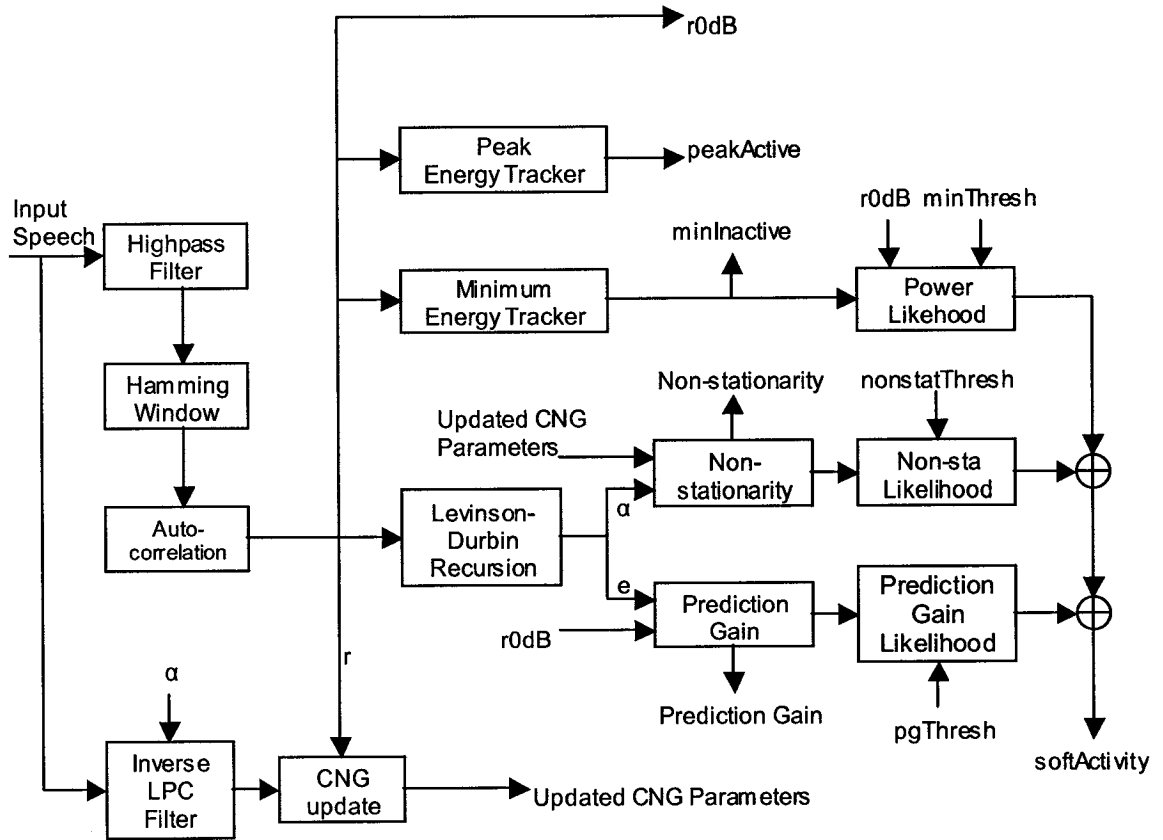 r0dB
Peak
Energy Tracker
peakActive
Input
Speech
Highpass
Filter
minInactive
r0dB minThresh
Minimum
Energy Tracker
Power
Likehood
Hamming
Window
Non-stationarity
nonstatThresh
Updated CNG
Parameters
Non-
stationarity
Non-sta
Likelihood
Auto-
correlation
Levinson-
Durbin
Recursion
α
e
r0dB
Prediction
Gain
Prediction
Gain
Likelihood
r
α
Prediction Gain
pgThresh
Inverse
LPC
Filter
CNG
update
Updated CNG Parameters
softActivity